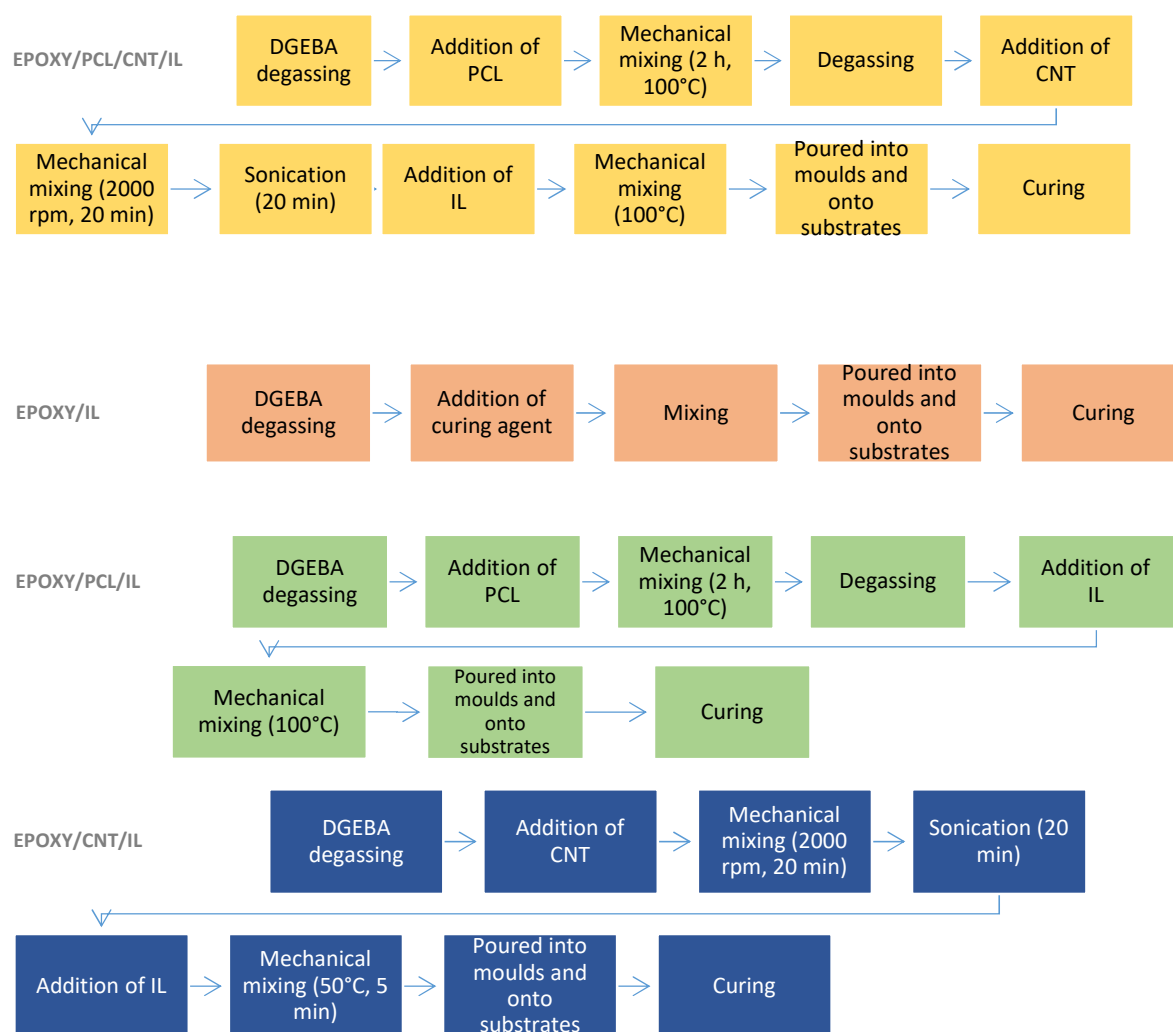 EPOXY/PCL/CNT/IL
DGEBA
degassing
Addition of
PCL
Mechanical
mixing (2 h,
100°C)
Degassing
Addition of
CNT
Mechanical
mixing (2000
rpm, 20 min)
Sonication
(20 min)
Addition of
IL
Mechanical
mixing
(100°C)
Poured into
moulds and
onto
substrates
Curing
EPOXY/IL
DGEBA
degassing
Addition of
curing agent
Mixing
Poured into
moulds and
onto
substrates
Curing
EPOXY/PCL/IL
DGEBA
degassing
Addition of
PCL
Mechanical
mixing (2 h,
100°C)
Degassing
Addition of
IL
Mechanical
mixing (100°C)
Poured into
moulds and
onto
substrates
Curing
EPOXY/CNT/IL
DGEBA
degassing
Addition of
CNT
Mechanical
mixing (2000
rpm, 20 min)
Sonication (20
min)
Addition of IL
Mechanical
mixing (50°C, 5
min)
Poured into
moulds and
onto
substrates
Curing